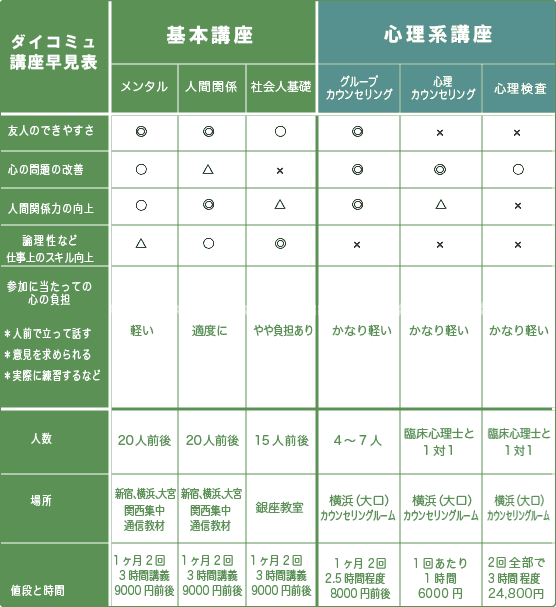 ダイコミュ
講座早見表
基本講座
心理系講座
メンタル
人間関係
社会人基礎
グループ
カウンセリング
心理
カウンセリング
心理検査
友人のできやすさ ◎ ◎ ○ ◎ × ×
心の問題の改善 ○ △ × ◎ ◎ ○
人間関係力の向上 ○ ◎ △ ◎ △ ×
論理性など
仕事上のスキル向上
△ ○ ◎ × × ×
参加に当たっての
心の負担
＊人前で立って話す
＊意見を求められる
＊実際に練習するなど
軽い 適度に やや負担あり かなり軽い かなり軽い かなり軽い
人数
20人前後
20人前後
15人前後
4～7人
臨床心理士と
1対1
臨床心理士と
1対1
場所
新宿、横浜、大宮
関西集中
通信教材
新宿、横浜、大宮
関西集中
通信教材
銀座教室
横浜（大口）
カウンセリングルーム
横浜（大口）
カウンセリングルーム
横浜（大口）
カウンセリングルーム
値段と時間
1ヶ月2回
3時間講義
9000円前後
1ヶ月2回
3時間講義
9000円前後
1ヶ月2回
3時間講義
9000円前後
1ヶ月2回
2.5時間程度
8000円前後
1回あたり
1時間
6000円
2回全部で
3時間程度
24,800円